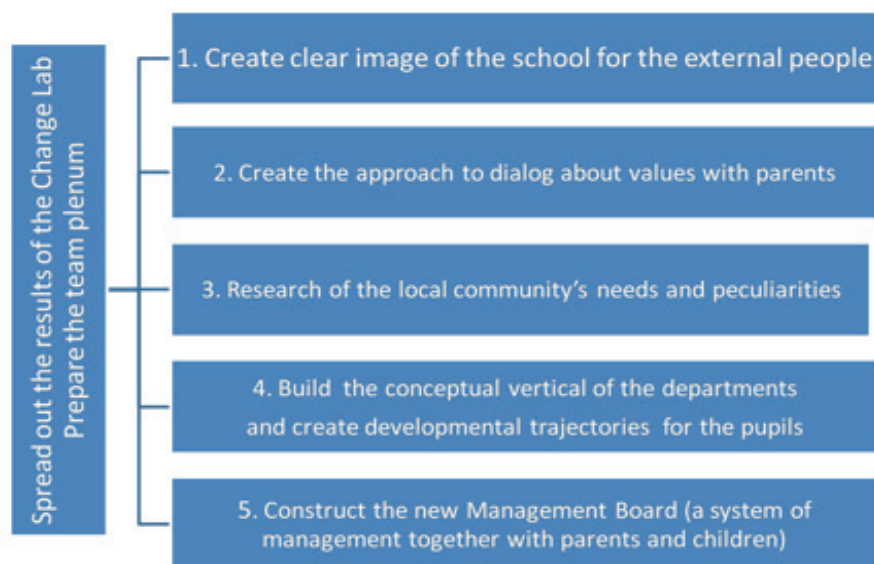 Spread out the results of the Change Lab
Prepare the team plenum
1. Create clear image of the school for the external people
2. Create the approach to dialog about values with parents
3. Research of the local community's needs and peculiarities
4. Build the conceptual vertical of the departments
and create developmental trajectories for the pupils
5. Construct the new Management Board (a system of
management together with parents and children)